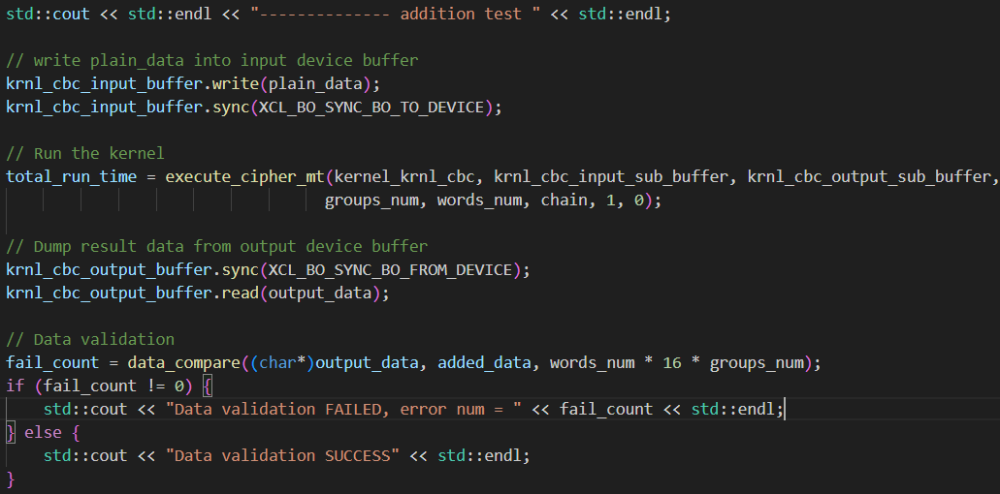 std::cout << std::endl << "-------------- addition test " << std::endl;
// write plain_data into input device buffer
krnl_cbc_input_buffer.write(plain_data);
krnl_cbc_input_buffer.sync(XCL_BO_SYNC_BO_TO_DEVICE);
// Run the kernel
total_run_time = execute_cipher_mt(kernel_krnl_cbc, krnl_cbc_input_sub_buffer, krnl_cbc_output_sub_buffer,
groups_num, words_num, chain, 1, 0);
// Dump result data from output device buffer
krnl_cbc_output_buffer.sync(XCL_BO_SYNC_BO_FROM_DEVICE);
krnl_cbc_output_buffer.read(output_data);
// Data validation
fail_count = data_compare((char*)output_data, added_data, words_num * 16 * groups_num);
if (fail_count != 0) {
std::cout << "Data validation FAILED, error num = " << fail_count << std::endl;
} else {
std::cout << "Data validation SUCCESS" << std::endl;
}